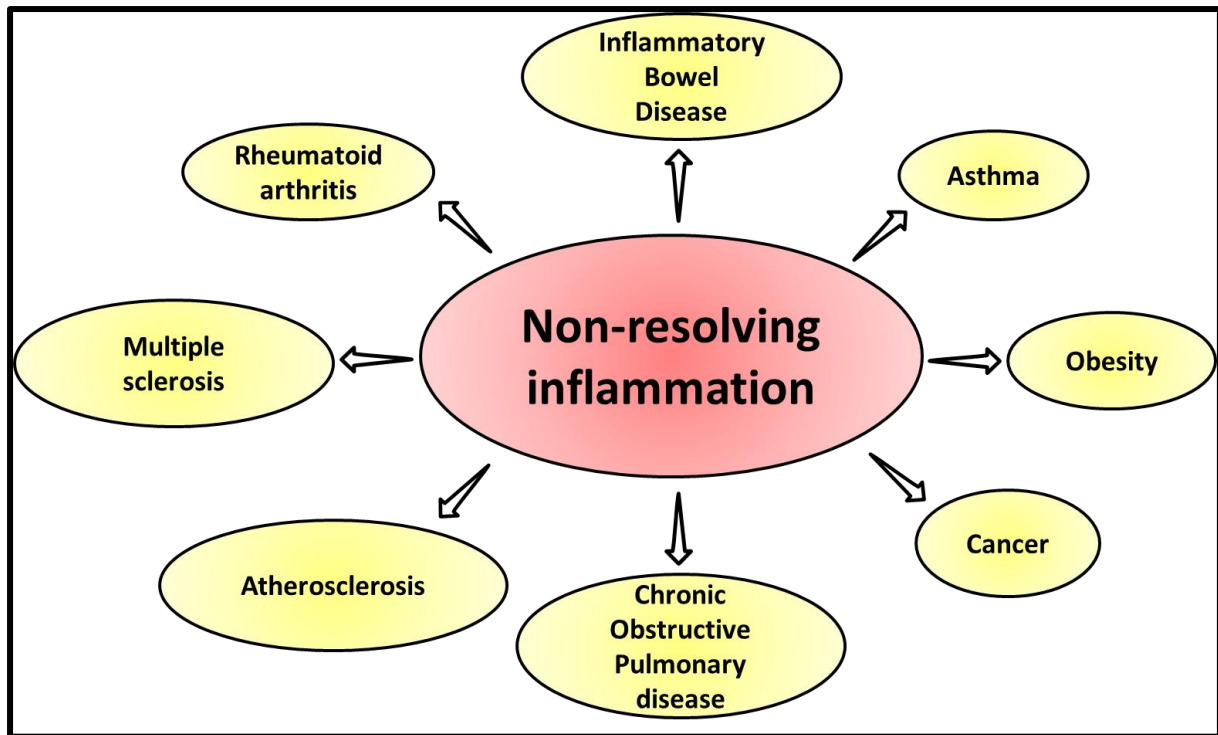 Inflammatory
Bowel
Disease
Rheumatoid
arthritis
Asthma
Non-resolving
inflammation
Multiple
sclerosis
Obesity
Atherosclerosis
Cancer
Chronic
Obstructive
Pulmonary
disease